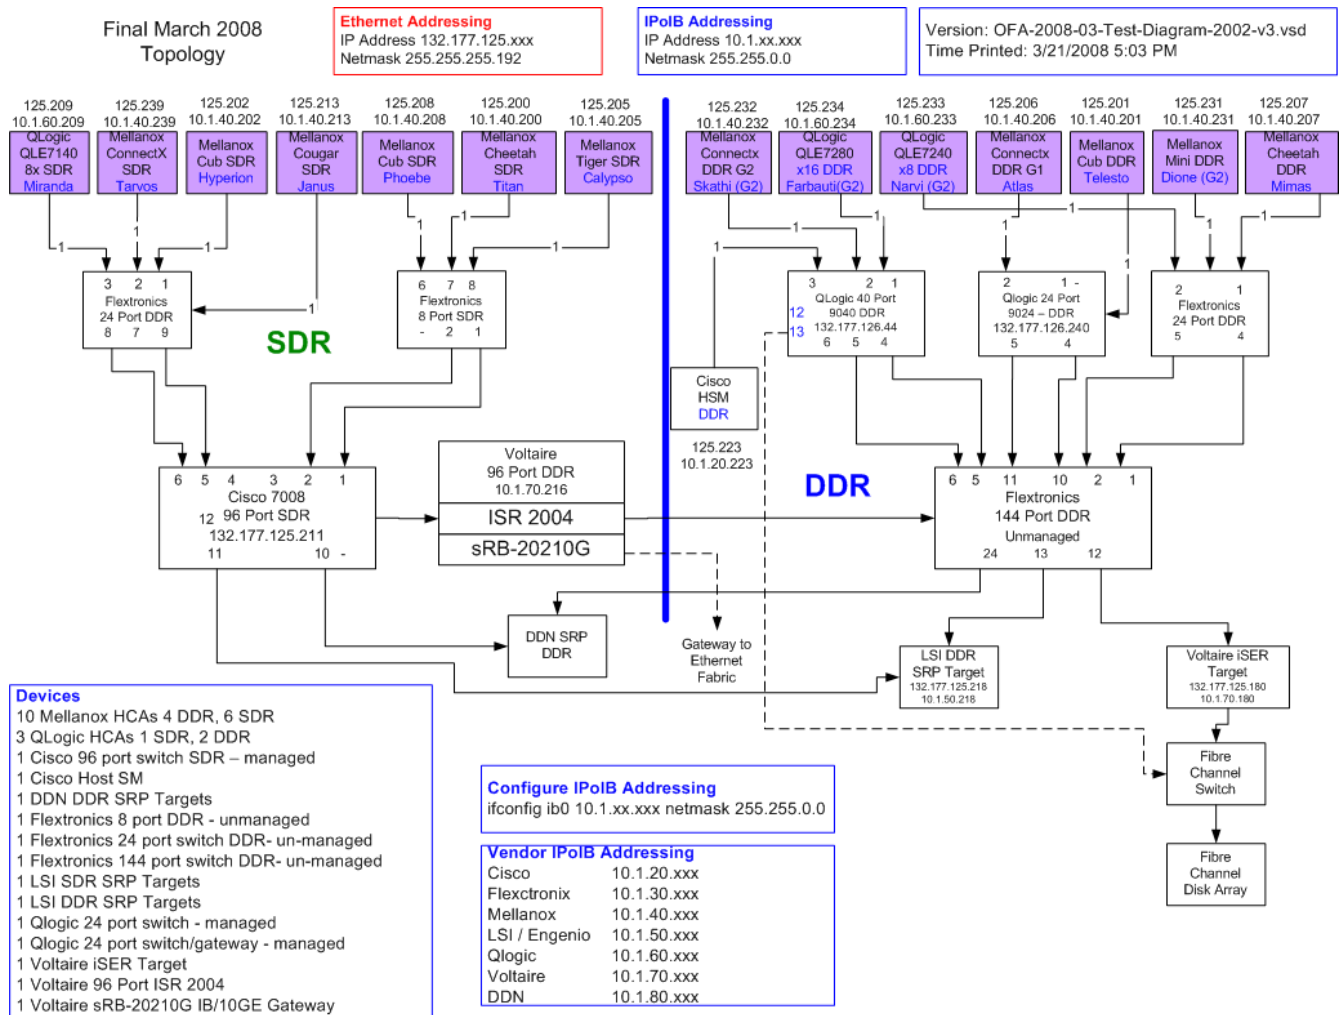 Final March 2008
Topology
Ethernet Addressing
IP Address 132.177.125.xxx
Netmask 255.255.255.192
IPoIB Addressing
IP Address 10.1.xx.xxx
Netmask 255.255.0.0
Version: OFA-2008-03-Test-Diagram-2002-v3.vsd
Time Printed: 3/21/2008 5:03 PM
125.209
10.1.60.209
QLogic
QLE7140
8x SDR
Miranda
125.239
10.1.40.239
Mellanox
ConnectX
SDR
Tarvos
125.202
10.1.40.202
Mellanox
Cub SDR
Hyperion
125.213
10.1.40.213
Mellanox
Cougar
SDR
Janus
125.208
10.1.40.208
Mellanox
Cub SDR
Phoebe
125.200
10.1.40.200
Mellanox
Cheetah
SDR
Titan
125.205
10.1.40.205
Mellanox
Tiger SDR
Calypso
125.232
10.1.40.232
Mellanox
Connectx
DDR G2
Skathi (G2)
125.234
10.1.60.234
QLogic
QLE7280
x16 DDR
Farbauti(G2)
125.233
10.1.60.233
QLogic
QLE7240
x8 DDR
Narvi (G2)
125.206
10.1.40.206
Mellanox
Connectx
DDR G1
Atlas
125.201
10.1.40.201
Mellanox
Cub DDR
Telesto
125.231
10.1.40.231
Mellanox
Mini DDR
Dione (G2)
125.207
10.1.40.207
Mellanox
Cheetah
DDR
Mimas
1 1 1 1 1 1 1
1 1 1 1 1 1 1 1
3 2 1
Flextronics
24 Port DDR
8 7 9
6 7 8
Flextronics
8 Port SDR
- 2 1
SDR
3 2 1
QLogic 40 Port
12 9040 DDR
13 132.177.126.44
6 5 4
2 1 -
Qlogic 24 Port
9024 – DDR
132.177.126.240
5 4
2 1
Flextronics
24 Port DDR
5 4
Cisco
HSM
DDR
125.223
10.1.20.223
6 5 4 3 2 1
Cisco 7008
12 96 Port SDR
132.177.125.211
11 10 -
Voltaire
96 Port DDR
10.1.70.216
ISR 2004
sRB-20210G
DDR
6 5 11 10 2 1
Flextronics
144 Port DDR
Unmanaged
24 13 12
DDN SRP
DDR
Gateway to
Ethernet
Fabric
LSI DDR
SRP Target
132.177.125.218
10.1.50.218
Voltaire iSER
Target
132.177.125.180
10.1.70.180
Fibre
Channel
Switch
Fibre
Channel
Disk Array
Devices
10 Mellanox HCAs 4 DDR, 6 SDR
3 QLogic HCAs 1 SDR, 2 DDR
1 Cisco 96 port switch SDR – managed
1 Cisco Host SM
1 DDN DDR SRP Targets
1 Flextronics 8 port DDR - unmanaged
1 Flextronics 24 port switch DDR- un-managed
1 Flextronics 144 port switch DDR- un-managed
1 LSI SDR SRP Targets
1 LSI DDR SRP Targets
1 Qlogic 24 port switch - managed
1 Qlogic 24 port switch/gateway - managed
1 Voltaire iSER Target
1 Voltaire 96 Port ISR 2004
1 Voltaire sRB-20210G IB/10GE Gateway
Configure IPoIB Addressing
ifconfig ib0 10.1.xx.xxx netmask 255.255.0.0
Vendor IPoIB Addressing
Cisco 10.1.20.xxx
Flexctronix 10.1.30.xxx
Mellanox 10.1.40.xxx
LSI / Engenio 10.1.50.xxx
Qlogic 10.1.60.xxx
Voltaire 10.1.70.xxx
DDN 10.1.80.xxx